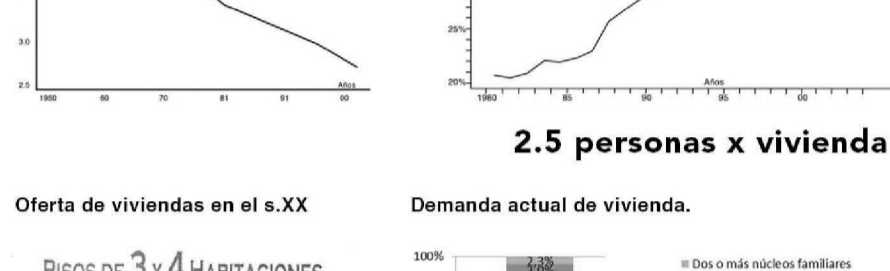 3.0
2.5
Años
1950 60 70 81 91 00
25%
20%
Años
1980 85 90 95 00
2.5 personas x vivienda
Oferta de viviendas en el s.XX
Demanda actual de vivienda.
PISOS DE 3 Y 4 HABITACIONES
100%
2.3%
Dos o más núcleos familiares